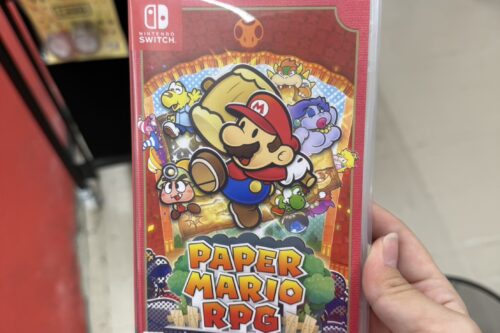 NINTENDO
SWITCH
M
PAPER
MARIO
RPG